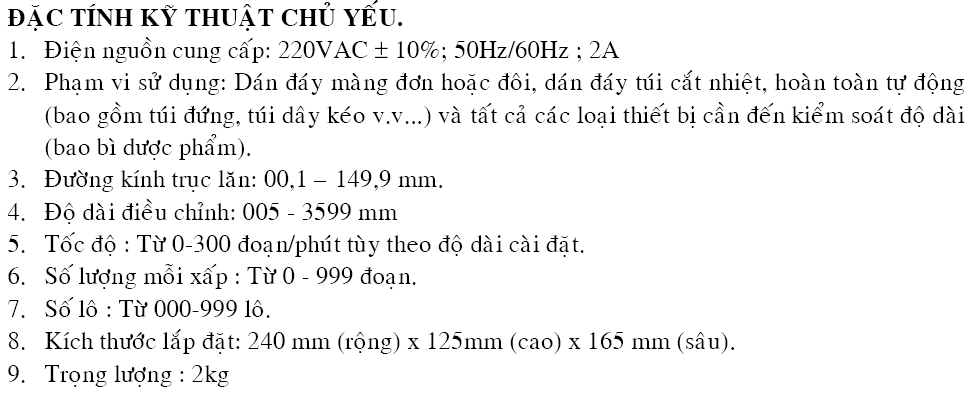 ĐẶC TÍNH KỸ THUẬT CHỦ YẾU.
1. Điện nguồn cung cấp: 220VAC ± 10%; 50Hz/60Hz ; 2A
2. Phạm vi sử dụng: Dán đáy màng đơn hoặc đôi, dán đáy túi cắt nhiệt, hoàn toàn tự động
(bao gồm túi đứng, túi dây kéo v.v...) và tất cả các loại thiết bị cần đến kiểm soát độ dài
(bao bì dược phẩm).
3. Đường kính trục lăn: 00,1 – 149,9 mm.
4. Độ dài điều chỉnh: 005 - 3599 mm
5. Tốc độ : Từ 0-300 đoạn/phút tùy theo độ dài cài đặt.
6. Số lượng mỗi xấp : Từ 0 - 999 đoạn.
7. Số lô : Từ 000-999 lô.
8. Kích thước lắp đặt: 240 mm (rộng) x 125mm (cao) x 165 mm (sâu).
9. Trọng lượng : 2kg